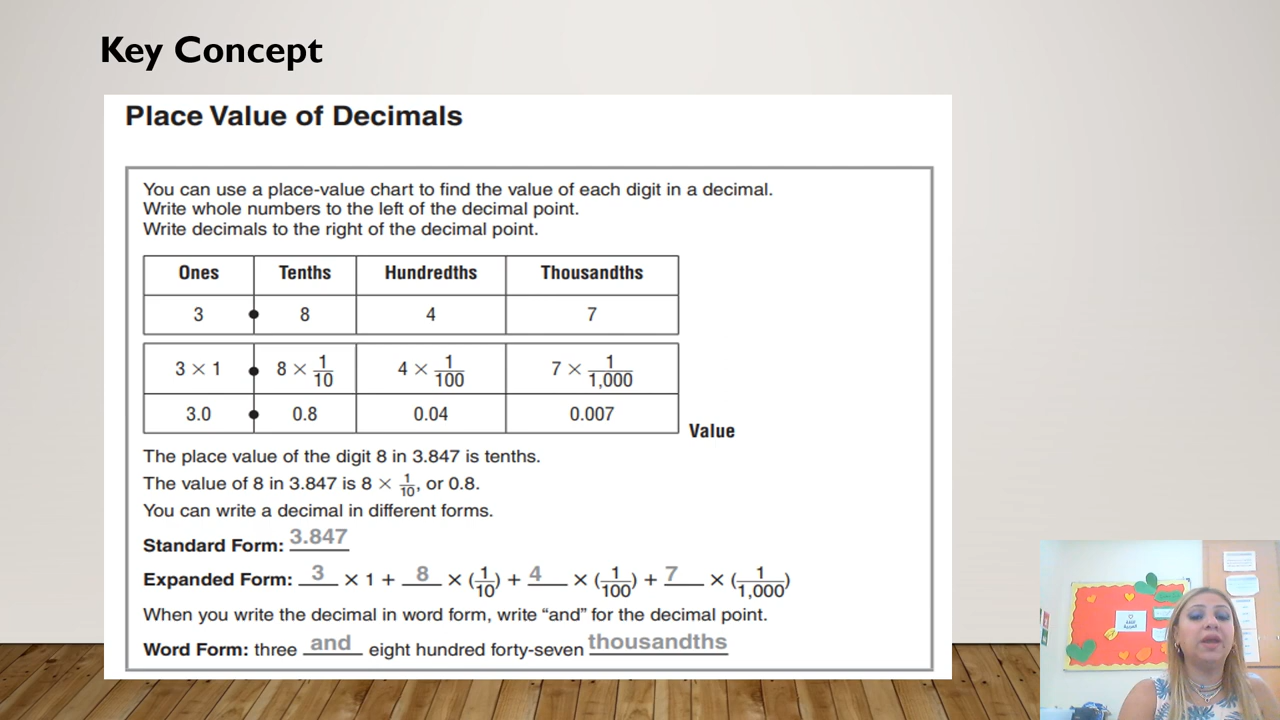 Key Concept
Place Value of Decimals
You can use a place-value chart to find the value of each digit in a decimal.
Write whole numbers to the left of the decimal point.
Write decimals to the right of the decimal point.
Ones Tenths Hundredths Thousandths
3 • 8 4 7
3 × 1 • 8 × 1/10 4 × 1/100 7 × 1/1,000
3.0 • 0.8 0.04 0.007
Value
The place value of the digit 8 in 3.847 is tenths.
The value of 8 in 3.847 is 8 × 1/10, or 0.8.
You can write a decimal in different forms.
Standard Form: 3.847
Expanded Form: 3 × 1 + 8 × (1/10) + 4 × (1/100) + 7 × (1/1,000)
When you write the decimal in word form, write “and” for the decimal point.
Word Form: three and eight hundred forty-seven thousandths